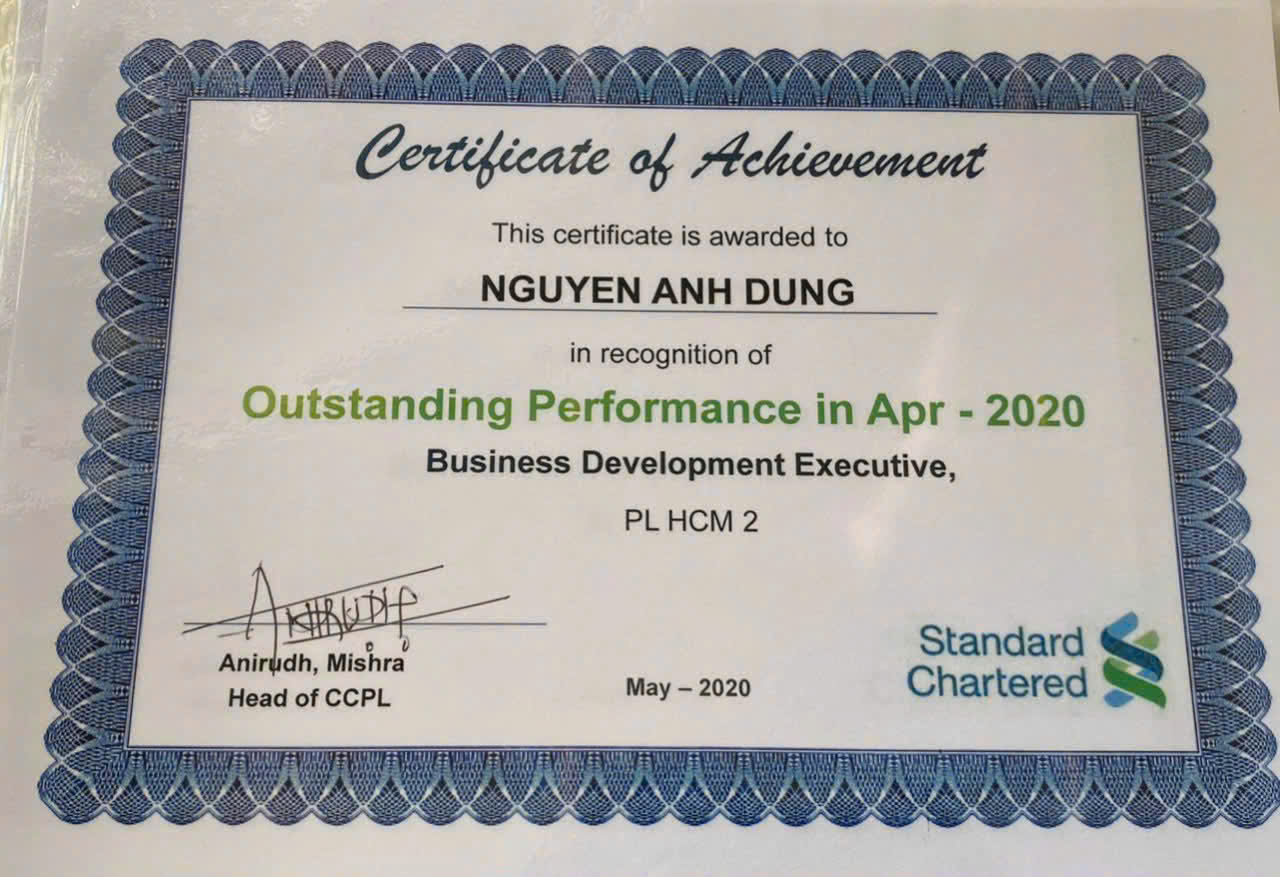 Certificate of Achievement
This certificate is awarded to
NGUYEN ANH DUNG
in recognition of
Outstanding Performance in Apr - 2020
Business Development Executive,
PL HCM 2
ANIRUDH
Anirudh, Mishra
Head of CCPL
May – 2020
Standard
Chartered